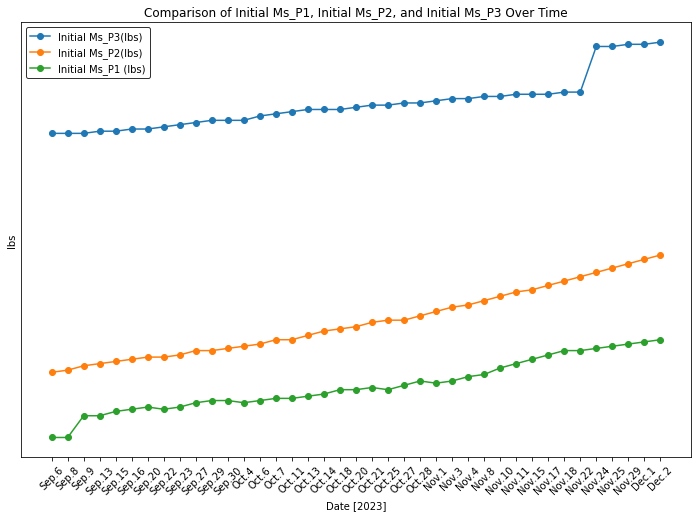 Comparison of Initial Ms_P1, Initial Ms_P2, and Initial Ms_P3 Over Time
Initial Ms_P3(lbs)
Initial Ms_P2(lbs)
Initial Ms_P1 (lbs)
lbs
Sep.6
Sep.8
Sep.9
Sep.13
Sep.15
Sep.16
Sep.20
Sep.22
Sep.23
Sep.27
Sep.29
Sep.30
Oct.4
Oct.6
Oct.7
Oct.11
Oct.13
Oct.14
Oct.18
Oct.20
Oct.21
Oct.25
Oct.27
Oct.28
Nov.1
Nov.3
Nov.4
Nov.8
Nov.10
Nov.11
Nov.15
Nov.17
Nov.18
Nov.22
Nov.24
Nov.25
Nov.29
Dec.1
Dec.2
Date [2023]